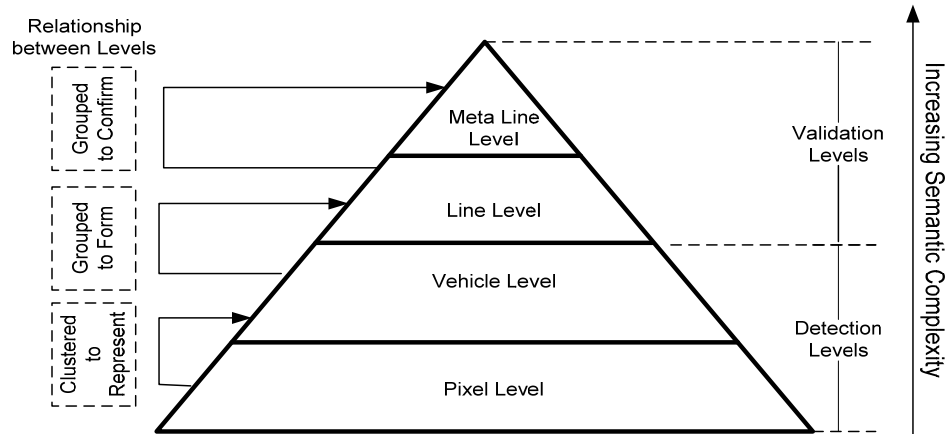 Relationship
between Levels
Grouped
to Confirm
Grouped
to Form
Clustered
to
Represent
Meta Line
Level
Line Level
Vehicle Level
Pixel Level
Validation
Levels
Detection
Levels
Increasing Semantic Complexity